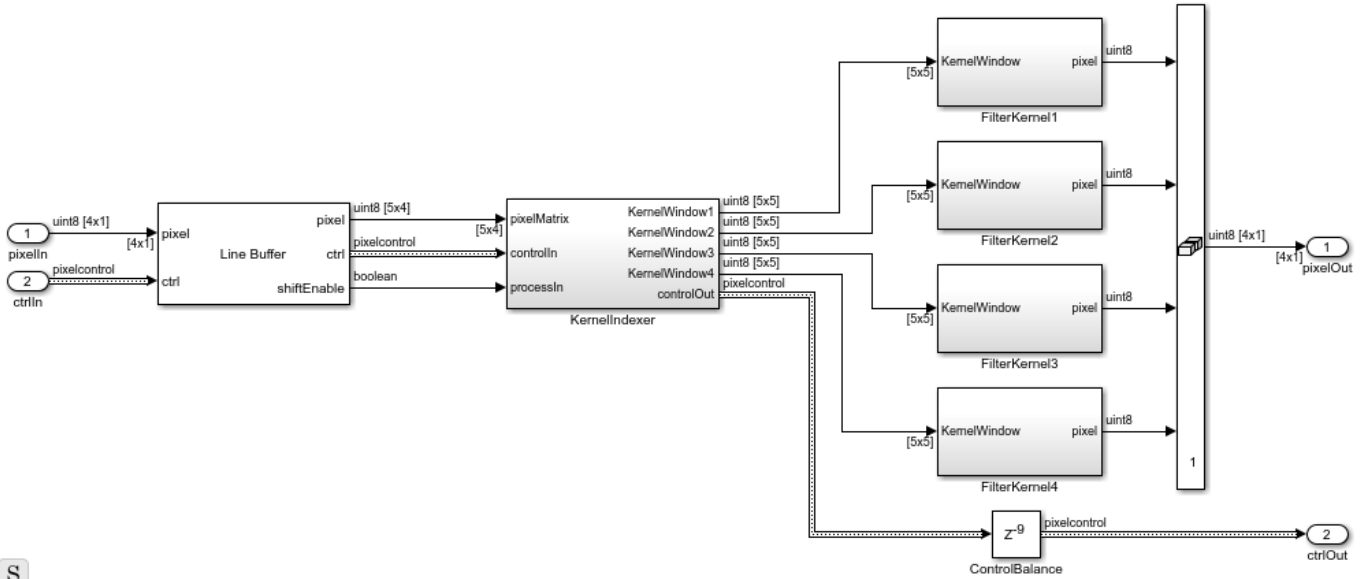 1
pixelIn
uint8 [4x1]
[4x1]
2
ctrlIn
pixelcontrol
pixel
ctrl
Line Buffer
pixel
ctrl
shiftEnable
uint8 [5x4]
[5x4]
pixelcontrol
boolean
pixelMatrix
controlIn
processIn
KernelWindow1
KernelWindow2
KernelWindow3
KernelWindow4
controlOut
KernelIndexer
uint8 [5x5]
uint8 [5x5]
uint8 [5x5]
uint8 [5x5]
pixelcontrol
[5x5]
KernelWindow
pixel
uint8
FilterKernel1
[5x5]
KernelWindow
pixel
uint8
FilterKernel2
[5x5]
KernelWindow
pixel
uint8
FilterKernel3
[5x5]
KernelWindow
pixel
uint8
FilterKernel4
1
uint8 [4x1]
[4x1]
1
pixelOut
Z-9
ControlBalance
pixelcontrol
2
ctrlOut
S